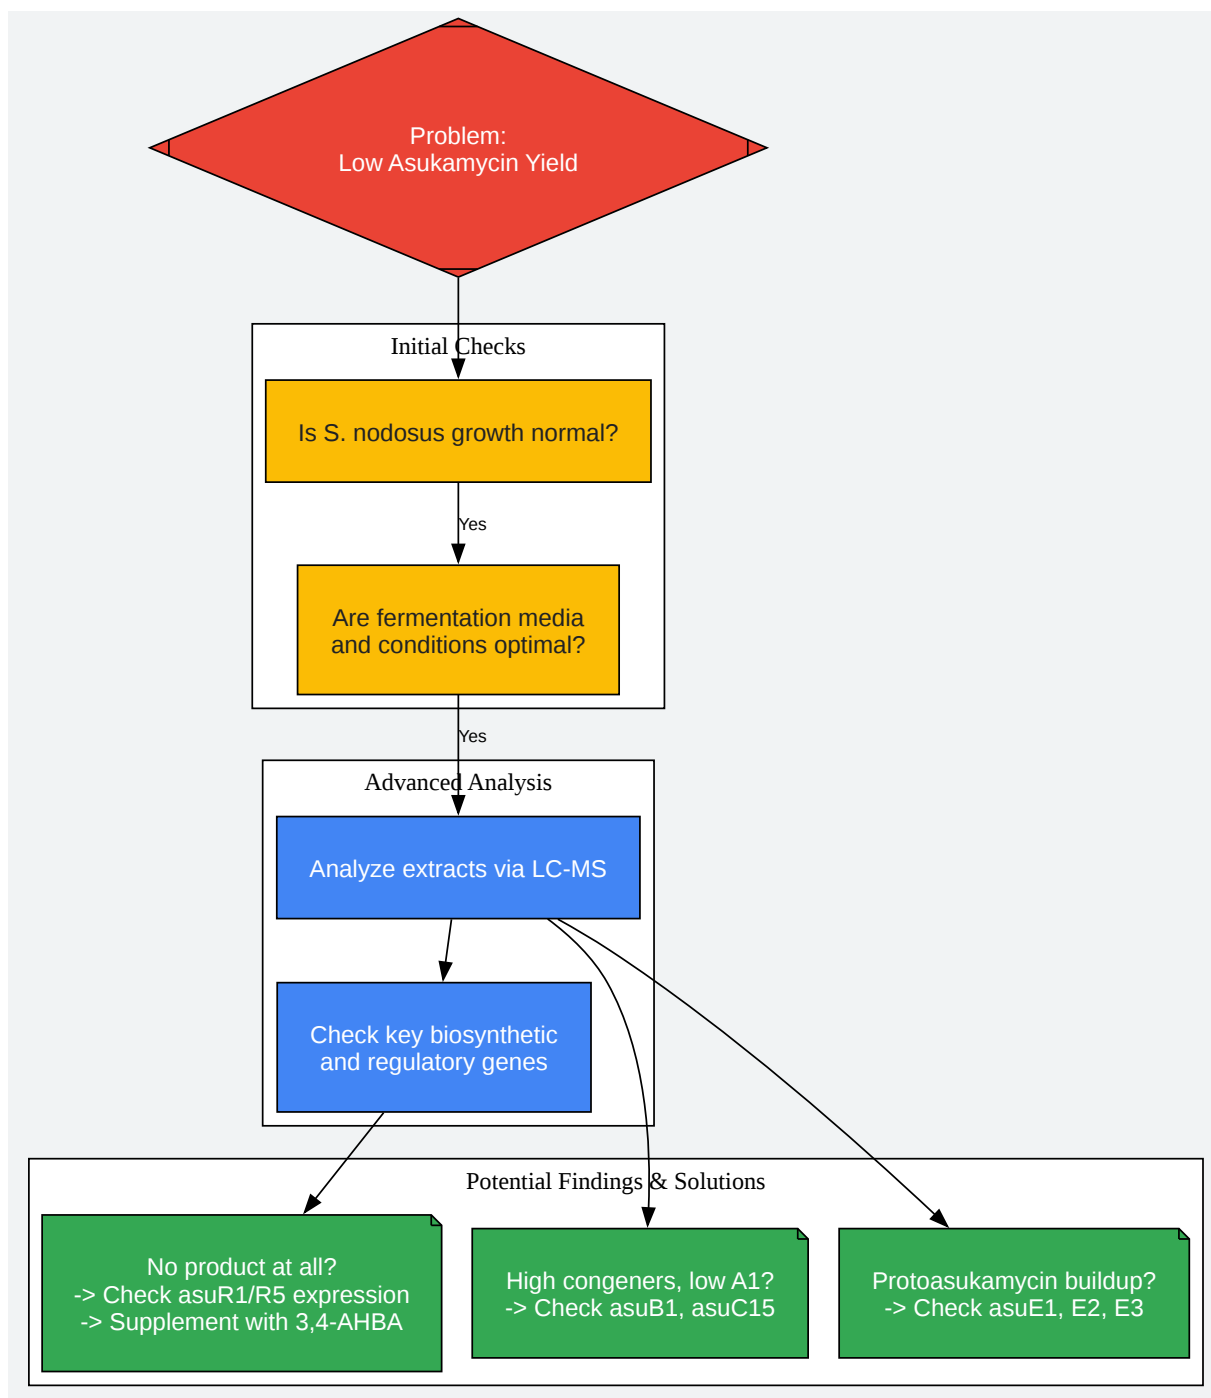 Problem:
Low Asukamycin Yield
Initial Checks
Is S. nodosus growth normal?
Yes
Are fermentation media
and conditions optimal?
Yes
Advanced Analysis
Analyze extracts via LC-MS
Check key biosynthetic
and regulatory genes
Potential Findings & Solutions
No product at all?
-> Check asuR1/R5 expression
-> Supplement with 3,4-AHBA
High congeners, low A1?
-> Check asuB1, asuC15
Protoasukamycin buildup?
-> Check asuE1, E2, E3